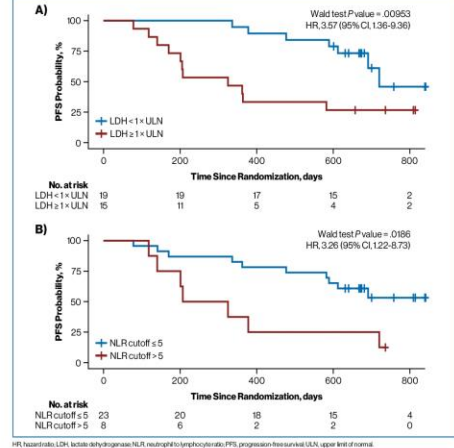 A)
Wald test P value = .00953
HR, 3.57 (95% CI, 1.36-9.36)
PFS Probability, %
100
75
50
25
0
LDH < 1 × ULN
LDH ≥ 1 × ULN
0 200 400 600 800
Time Since Randomization, days
No. at risk
LDH < 1 × ULN 19 19 17 15 2
LDH ≥ 1 × ULN 15 11 5 4 2
B)
Wald test P value = .0186
HR, 3.26 (95% CI, 1.22-8.73)
PFS Probability, %
100
75
50
25
0
NLR cutoff ≤ 5
NLR cutoff > 5
0 200 400 600 800
Time Since Randomization, days
No. at risk
NLR cutoff ≤ 5 23 20 18 15 4
NLR cutoff > 5 8 6 2 2 0
HR, hazard ratio; LDH, lactate dehydrogenase; NLR, neutrophil to lymphocyte ratio; PFS, progression-free survival; ULN, upper limit of normal.